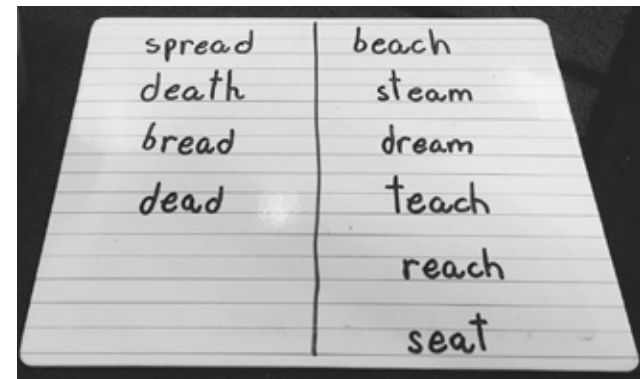 spread
death
bread
dead
beach
steam
dream
teach
reach
seat